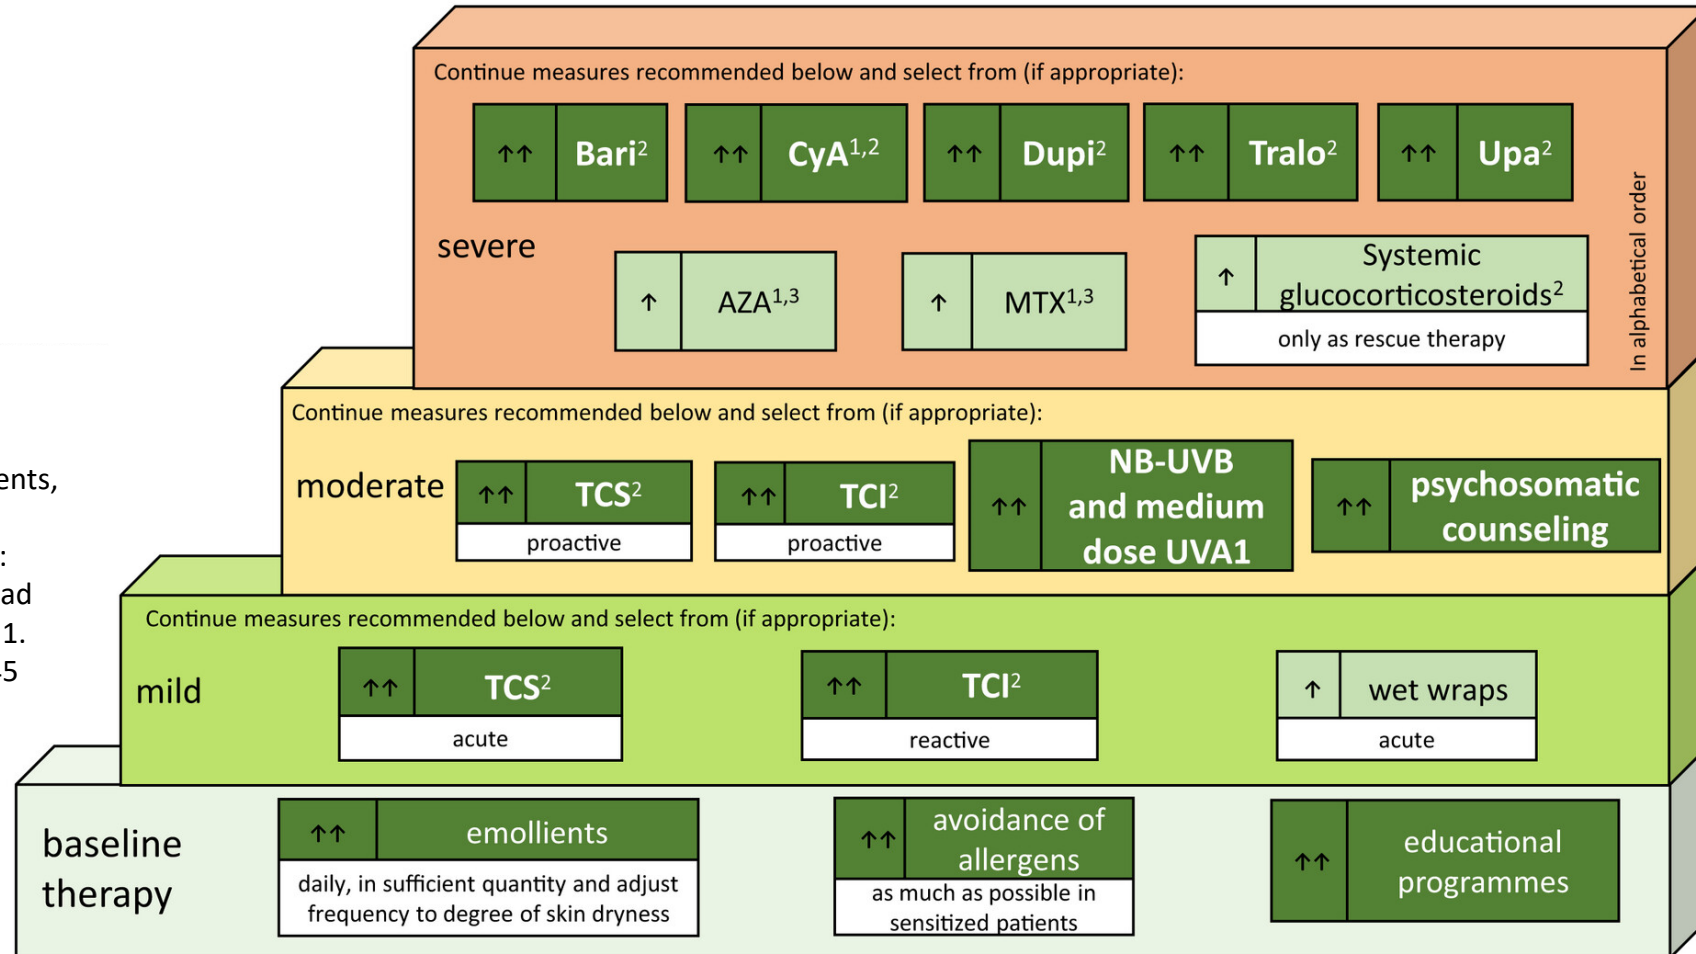 Continue measures recommended below and select from (if appropriate):
↑↑ Bari² ↑↑ CyA¹,² ↑↑ Dupi² ↑↑ Tralo² ↑↑ Upa²
severe
↑ AZA¹,³ ↑ MTX¹,³ ↑ Systemic
glucocorticosteroids²
only as rescue therapy
In alphabetical order
Continue measures recommended below and select from (if appropriate):
moderate
↑↑ TCS²
proactive
↑↑ TCI²
proactive
↑↑ NB-UVB
and medium
dose UVA1
↑↑ psychosomatic
counseling
Continue measures recommended below and select from (if appropriate):
mild
↑↑ TCS²
acute
↑↑ TCI²
reactive
↑ wet wraps
acute
baseline
therapy
↑↑ emollients
daily, in sufficient quantity and adjust
frequency to degree of skin dryness
↑↑ avoidance of
allergens
as much as possible in
sensitized patients
↑↑ educational
programmes
ents,
:
ad
1.